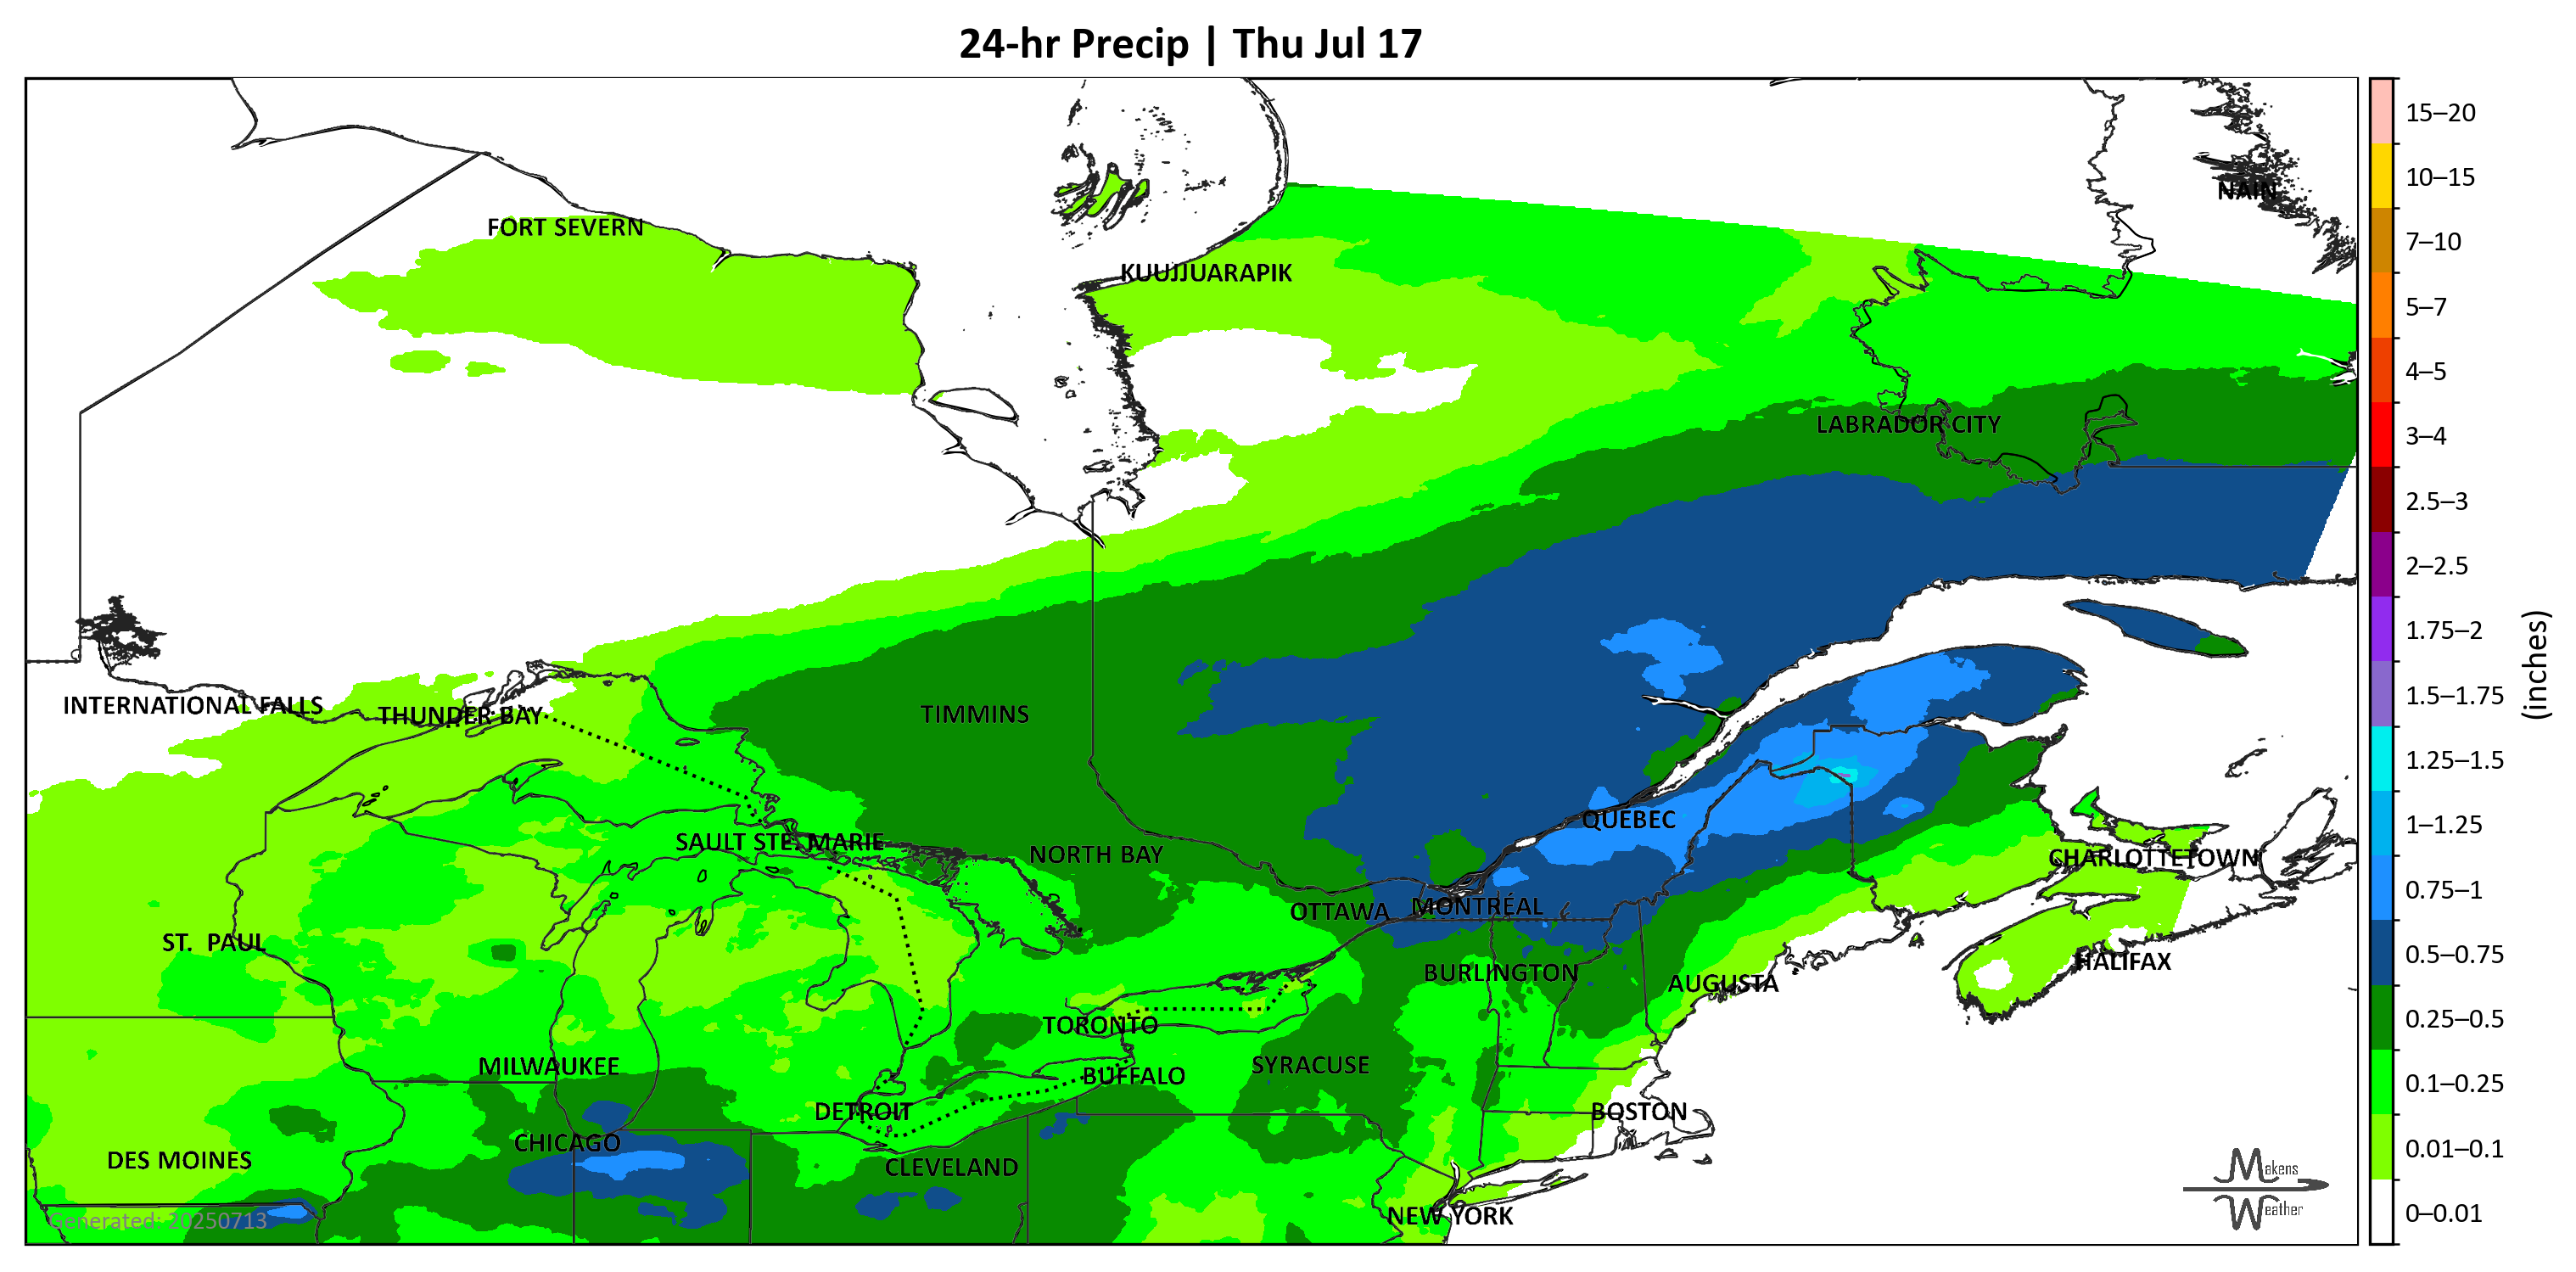 24-hr Precip | Thu Jul 17
NAIN
FORT SEVERN
KUUJJUARAPIK
LABRADOR CITY
INTERNATIONAL FALLS
THUNDER BAY
TIMMINS
QUEBEC
SAULT STE. MARIE
NORTH BAY
CHARLOTTETOWN
OTTAWA
MONTRÉAL
ST. PAUL
HALIFAX
BURLINGTON
AUGUSTA
TORONTO
MILWAUKEE
SYRACUSE
BUFFALO
DETROIT
BOSTON
CHICAGO
DES MOINES
CLEVELAND
NEW YORK
Generated: 20250713
Makens
Weather
15–20
10–15
7–10
5–7
4–5
3–4
2.5–3
2–2.5
1.75–2
1.5–1.75
1.25–1.5
1–1.25
0.75–1
0.5–0.75
0.25–0.5
0.1–0.25
0.01–0.1
0–0.01
(inches)